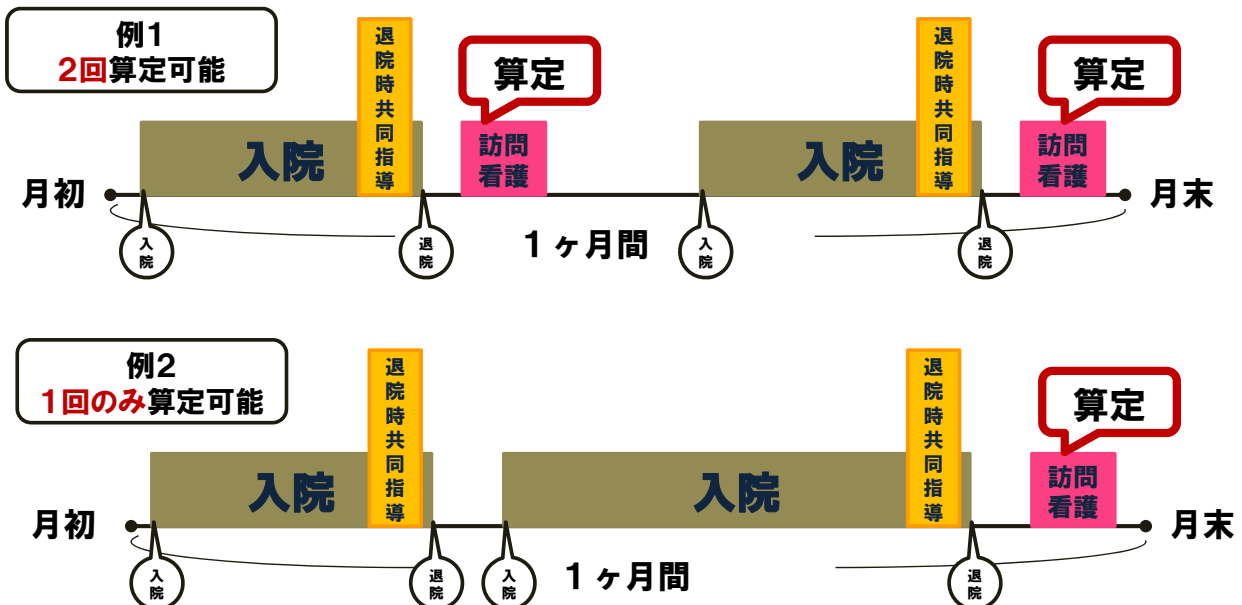 例1
2回算定可能
退院時共同指導
算定
退院時共同指導
算定
入院
訪問
看護
入院
訪問
看護
月初
月末
入院
退院
1ヶ月間
入院
退院
例2
1回のみ算定可能
退院時共同指導
退院時共同指導
算定
入院
入院
訪問
看護
月初
月末
入院
退院
入院
1ヶ月間
退院